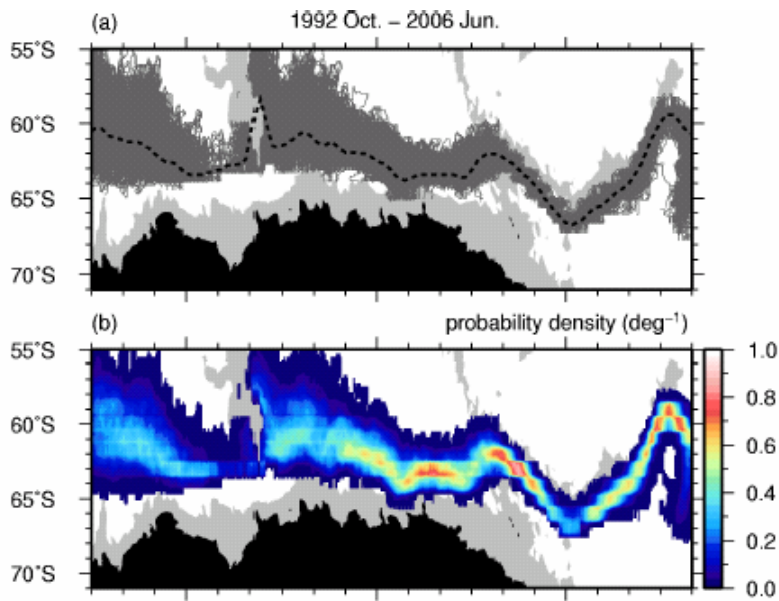 1992 Oct. – 2006 Jun.
(a)
55°S
60°S
65°S
70°S
(b)
probability density (deg⁻¹)
55°S
60°S
65°S
70°S
1.0
0.8
0.6
0.4
0.2
0.0